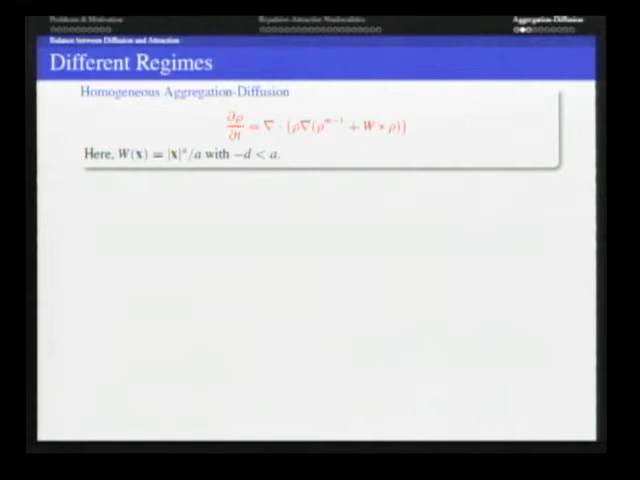 Problems & Motivation
Repulsive-Attractive Nonlocalities
Aggregation-Diffusion
Balance between Diffusion and Attraction
Different Regimes
Homogeneous Aggregation-Diffusion
∂ρ/∂t = ∇ · (ρ∇(ρ^{m−1} + W ∗ ρ))
Here, W(x) = |x|^a/a with −d < a.